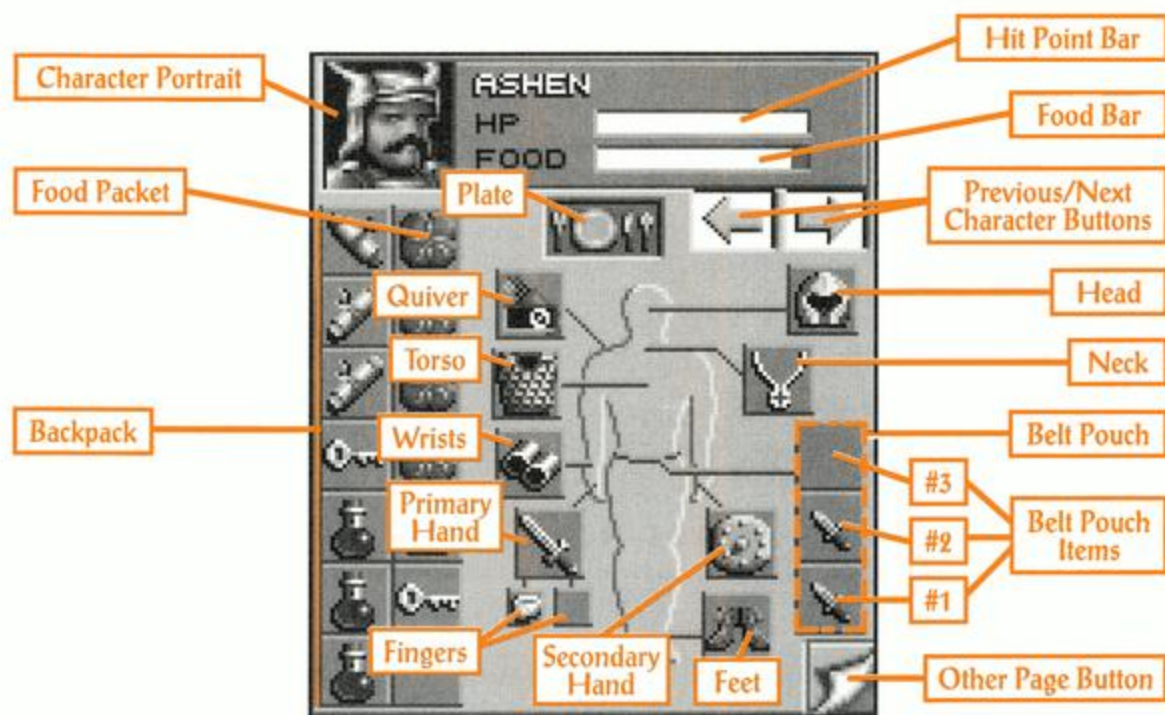 Hit Point Bar
Character Portrait
ASHEN
HP
FOOD
Food Bar
Food Packet
Plate
Previous/Next
Character Buttons
Quiver
Head
Torso
Neck
Backpack
Wrists
Belt Pouch
#3
Primary
Hand
#2
Belt Pouch
Items
#1
Fingers
Secondary
Hand
Feet
Other Page Button